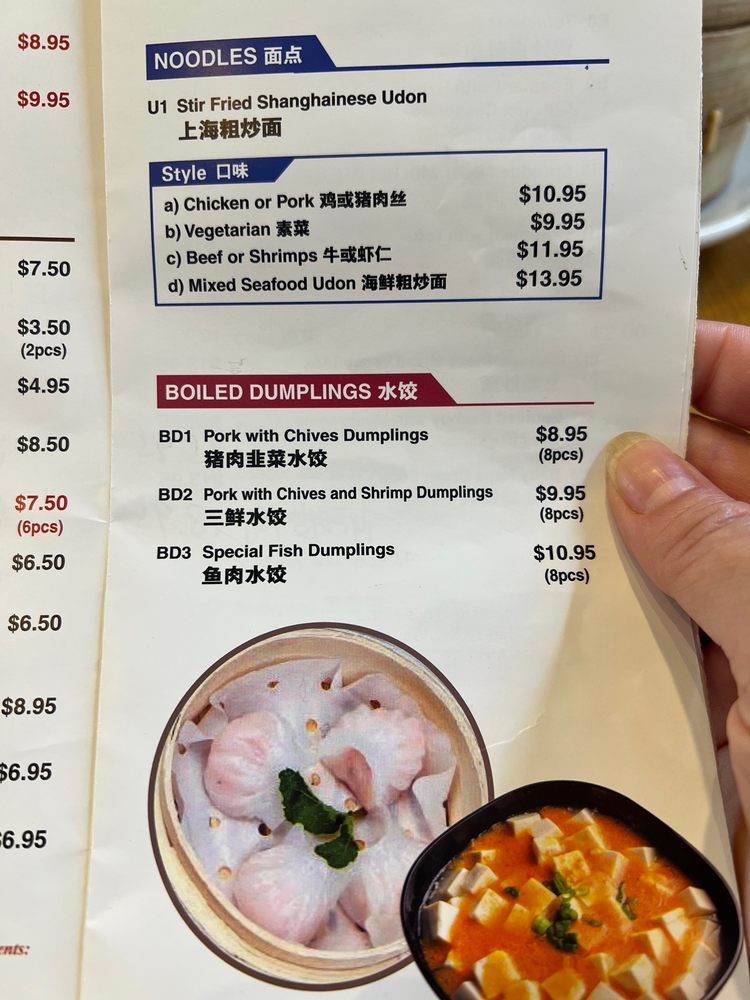 $8.95
$9.95
$7.50
$3.50
(2pcs)
$4.95
$8.50
$7.50
(6pcs)
$6.50
$6.50
$8.95
$6.95
$6.95
NOODLES 面点
U1 Stir Fried Shanghainese Udon
上海粗炒面
Style 口味
a) Chicken or Pork 鸡或猪肉丝 $10.95
b) Vegetarian 素菜 $9.95
c) Beef or Shrimps 牛或虾仁 $11.95
d) Mixed Seafood Udon 海鲜粗炒面 $13.95
BOILED DUMPLINGS 水饺
BD1 Pork with Chives Dumplings $8.95
猪肉韭菜水饺 (8pcs)
BD2 Pork with Chives and Shrimp Dumplings $9.95
三鲜水饺 (8pcs)
BD3 Special Fish Dumplings $10.95
鱼肉水饺 (8pcs)